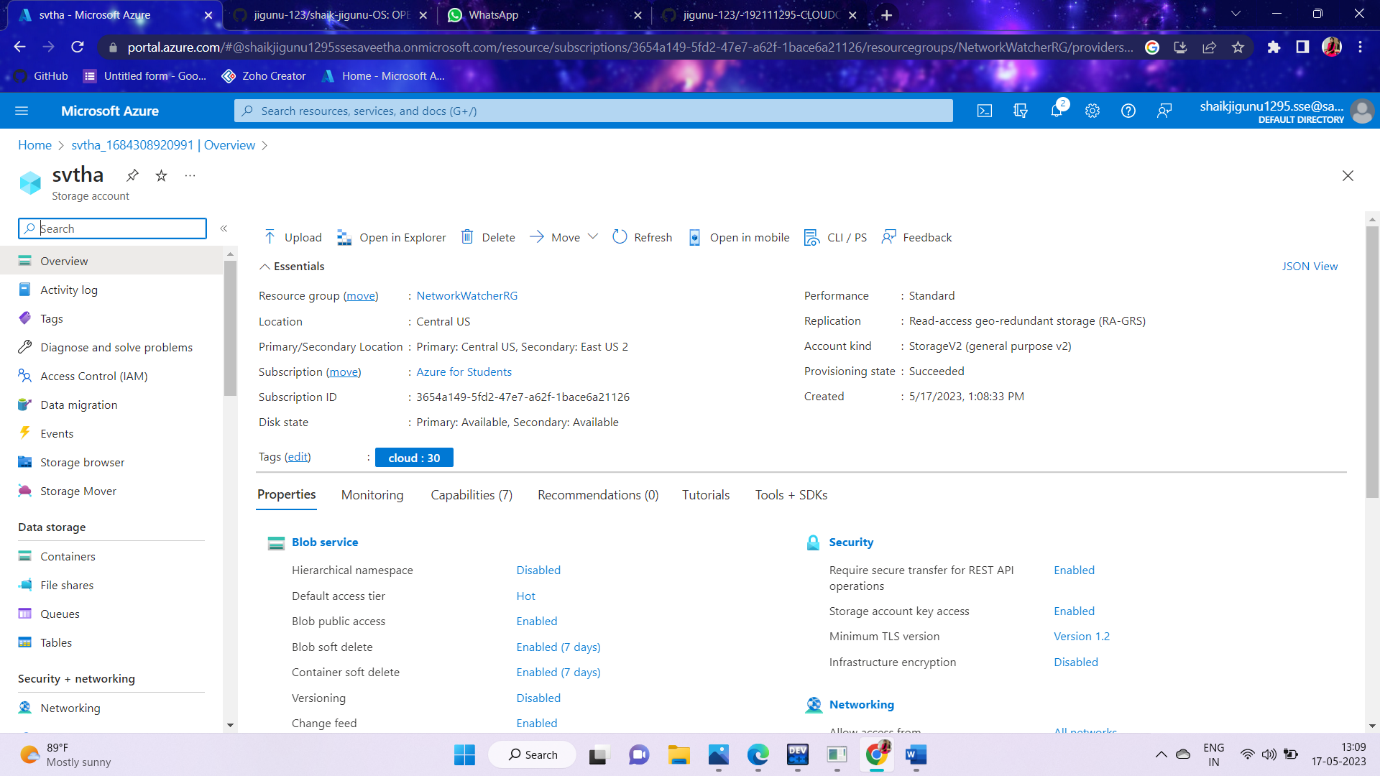 svtha - Microsoft Azure
jigunu-123/shaik-jigunu-OS: OPE
WhatsApp
jigunu-123/-192111295-CLOUDC
portal.azure.com/#@shaikjigunu1295ssesaveetha.onmicrosoft.com/resource/subscriptions/3654a149-5fd2-47e7-a62f-1bace6a21126/resourcegroups/NetworkWatcherRG/providers...
GitHub
Untitled form - Goo...
Zoho Creator
Home - Microsoft A...
Microsoft Azure
Search resources, services, and docs (G+/)
2
shaikjigunu1295.sse@sa...
DEFAULT DIRECTORY
Home > svtha_1684308920991 | Overview >
svtha
Storage account
Search
«
Upload
Open in Explorer
Delete
Move
Refresh
Open in mobile
CLI / PS
Feedback
Overview
Activity log
Tags
Diagnose and solve problems
Access Control (IAM)
Data migration
Events
Storage browser
Storage Mover
Data storage
Containers
File shares
Queues
Tables
Security + networking
Networking
Essentials
JSON View
Resource group (move) : NetworkWatcherRG
Location : Central US
Primary/Secondary Location : Primary: Central US, Secondary: East US 2
Subscription (move) : Azure for Students
Subscription ID : 3654a149-5fd2-47e7-a62f-1bace6a21126
Disk state : Primary: Available, Secondary: Available
Performance : Standard
Replication : Read-access geo-redundant storage (RA-GRS)
Account kind : StorageV2 (general purpose v2)
Provisioning state : Succeeded
Created : 5/17/2023, 1:08:33 PM
Tags (edit) : cloud : 30
Properties
Monitoring
Capabilities (7)
Recommendations (0)
Tutorials
Tools + SDKs
Blob service
Hierarchical namespace Disabled
Default access tier Hot
Blob public access Enabled
Blob soft delete Enabled (7 days)
Container soft delete Enabled (7 days)
Versioning Disabled
Change feed Enabled
Security
Require secure transfer for REST API operations Enabled
Storage account key access Enabled
Minimum TLS version Version 1.2
Infrastructure encryption Disabled
Networking
Allow access from All networks
89°F
Mostly sunny
Search
DEV
ENG
IN
13:09
17-05-2023